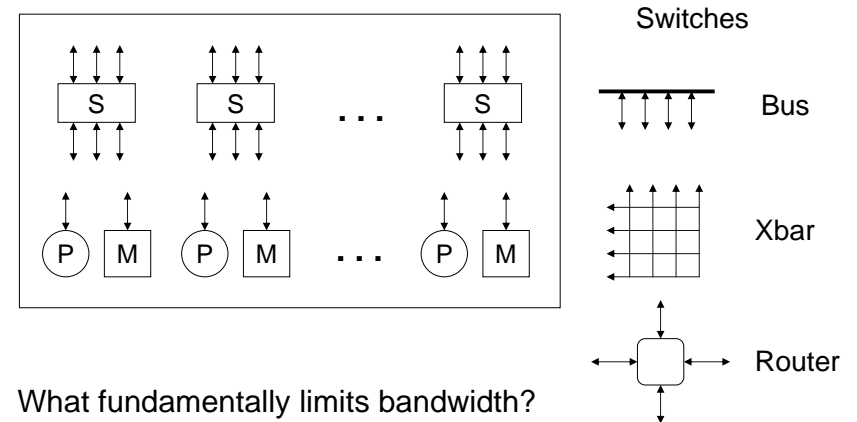 Switches
S S . . . S
Bus
Xbar
P M P M . . . P M
Router
What fundamentally limits bandwidth?